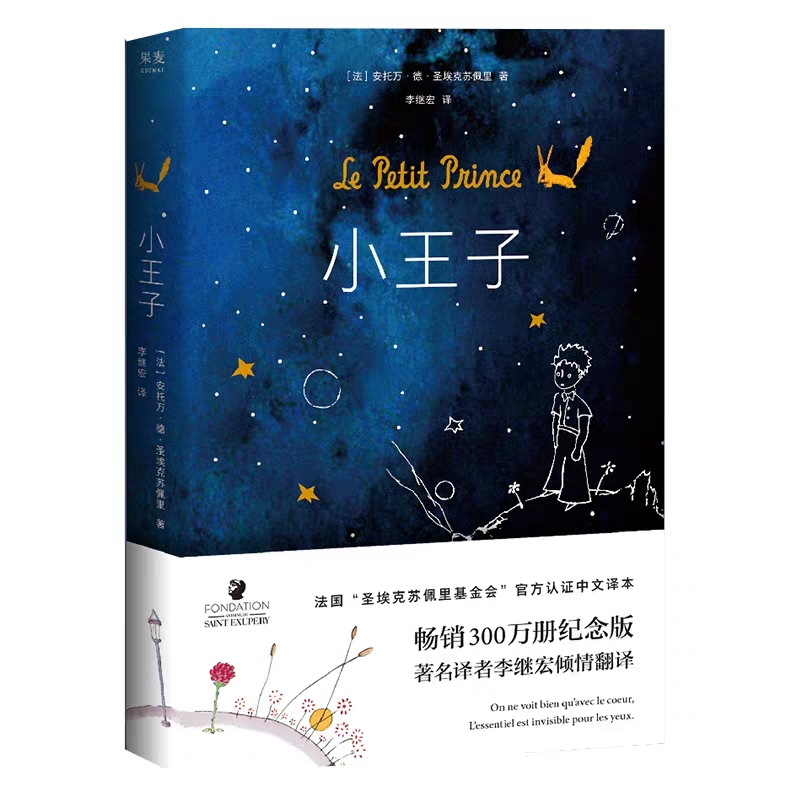 果麦
GUOMAI
小王子
[法]安托万·德·圣埃克苏佩里 著
李继宏 译
[法]安托万·德·圣埃克苏佩里 著
李继宏 译
Le Petit Prince
小王子
FONDATION
ANTOINE DE
SAINT EXUPÉRY
法国“圣埃克苏佩里基金会”官方认证中文译本
畅销300万册纪念版
著名译者李继宏倾情翻译
On ne voit bien qu'avec le coeur,
L'essentiel est invisible pour les yeux.